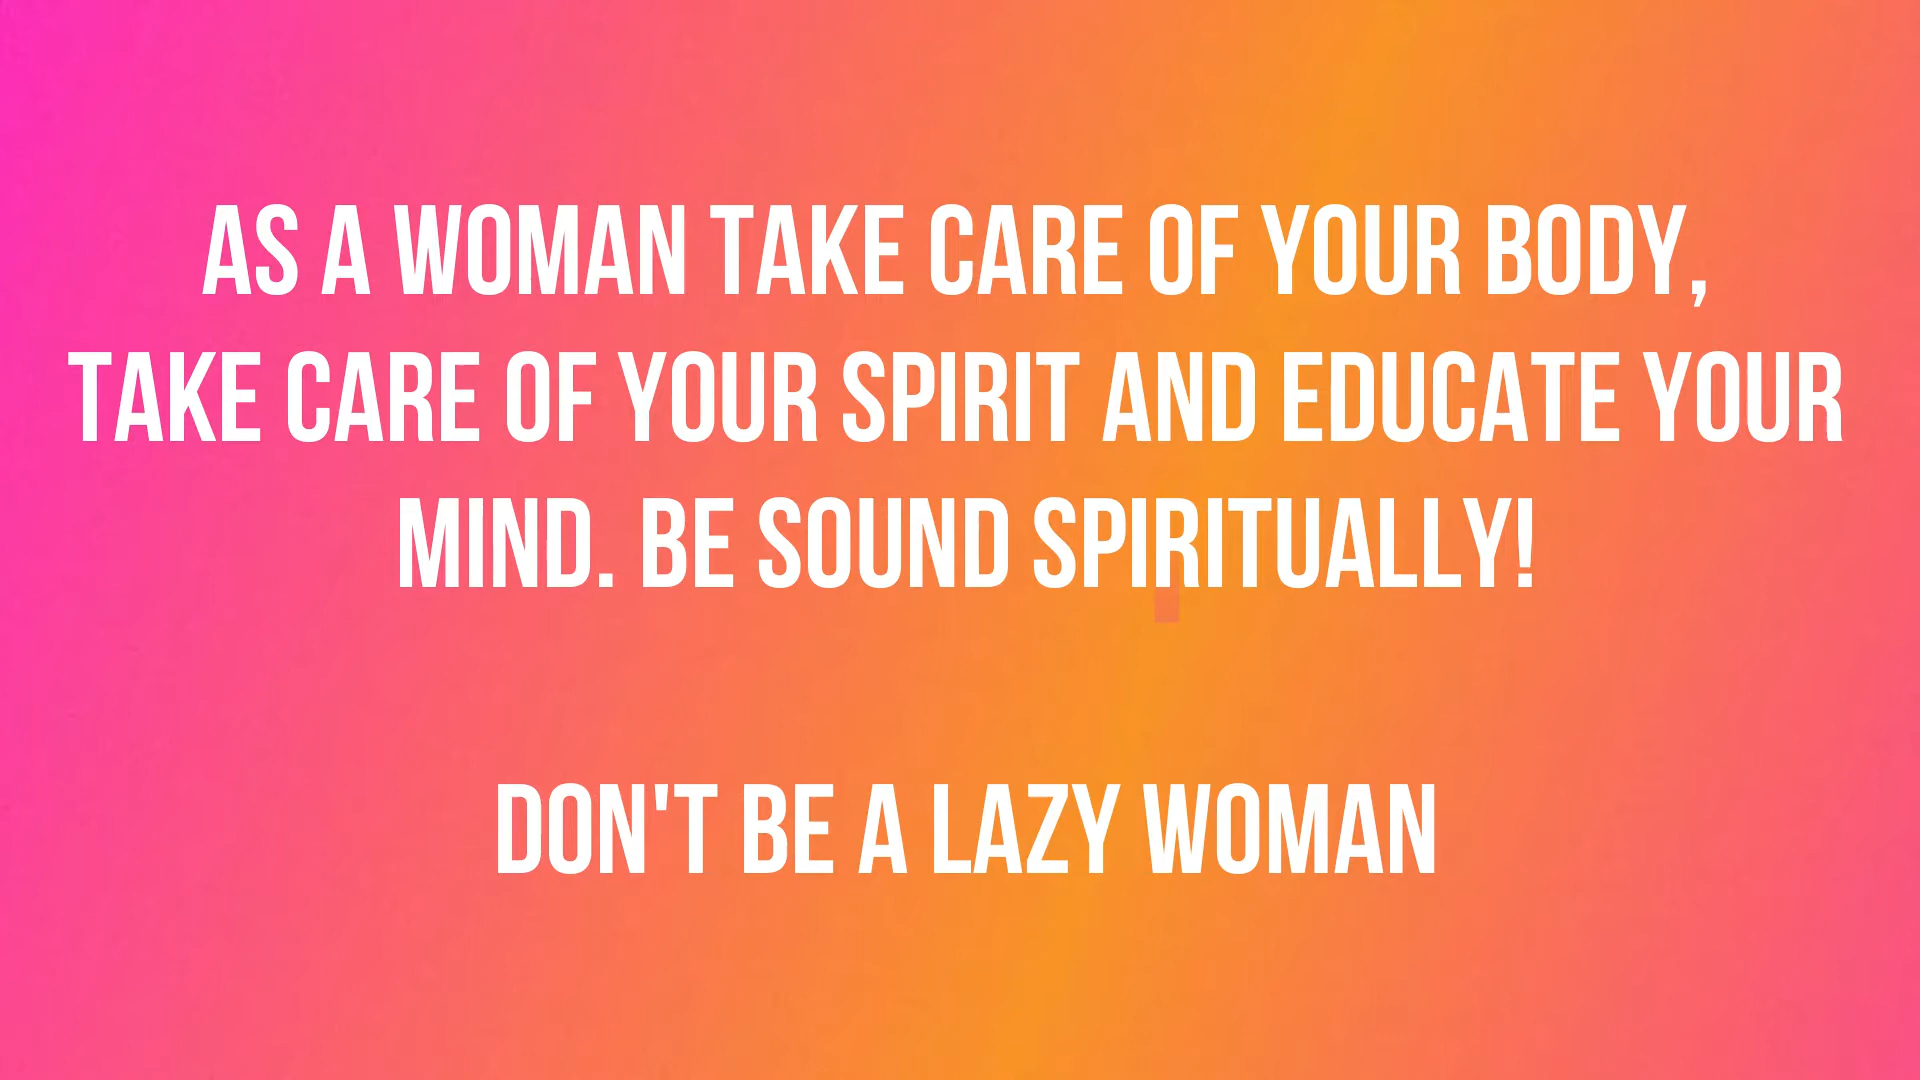 AS A WOMAN TAKE CARE OF YOUR BODY,
TAKE CARE OF YOUR SPIRIT AND EDUCATE YOUR
MIND. BE SOUND SPIRITUALLY!
DON'T BE A LAZY WOMAN